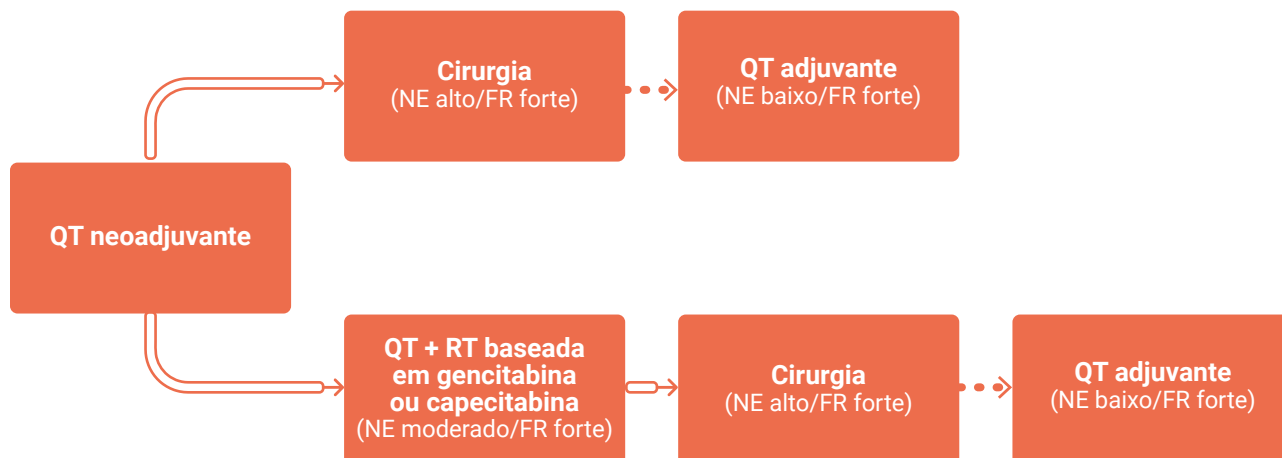 Cirurgia
(NE alto/FR forte)
QT adjuvante
(NE baixo/FR forte)
QT neoadjuvante
QT + RT baseada
em gencitabina
ou capecitabina
(NE moderado/FR forte)
Cirurgia
(NE alto/FR forte)
QT adjuvante
(NE baixo/FR forte)